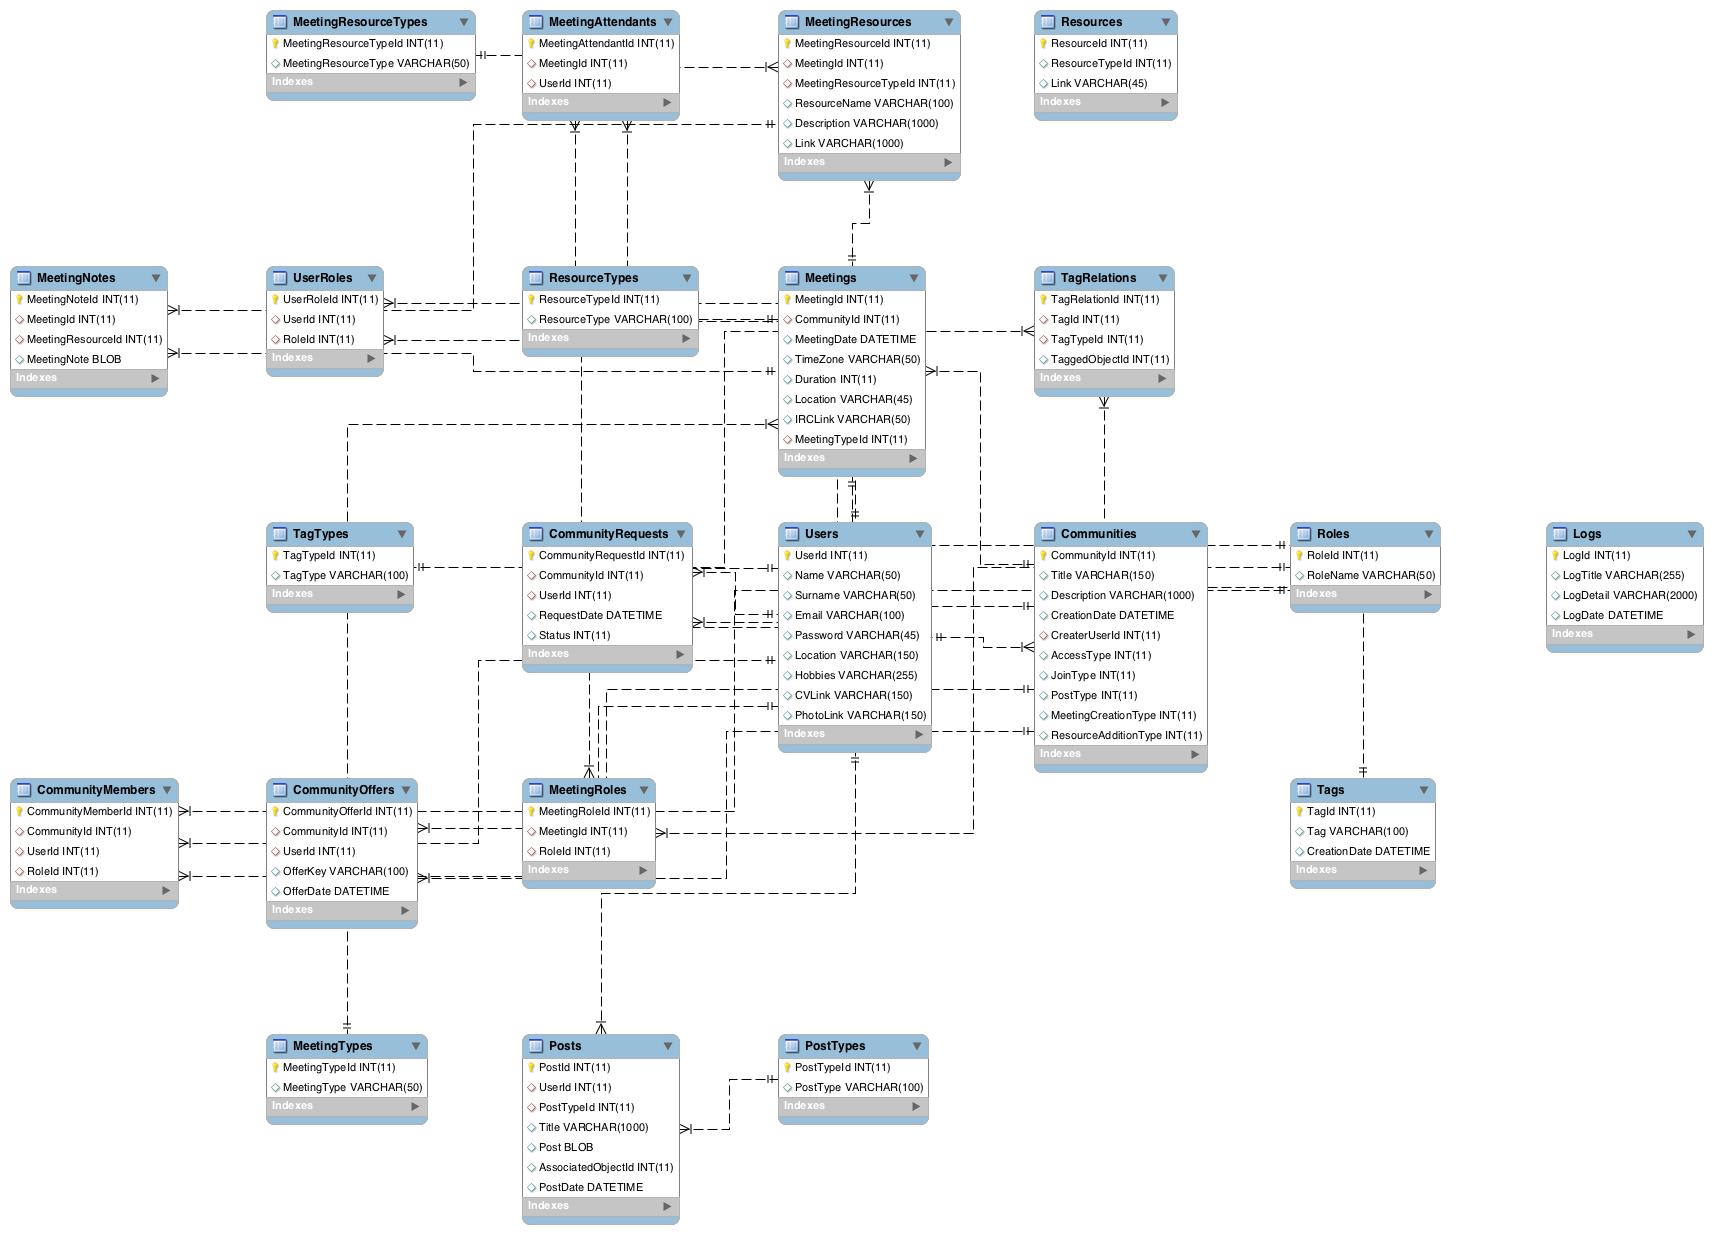 MeetingResourceTypes
MeetingResourceTypeId INT(11)
MeetingResourceType VARCHAR(50)
Indexes
MeetingAttendants
MeetingAttendantId INT(11)
MeetingId INT(11)
UserId INT(11)
Indexes
MeetingResources
MeetingResourceId INT(11)
MeetingId INT(11)
MeetingResourceTypeId INT(11)
ResourceName VARCHAR(100)
Description VARCHAR(1000)
Link VARCHAR(1000)
Indexes
Resources
ResourceId INT(11)
ResourceTypeId INT(11)
Link VARCHAR(45)
Indexes
MeetingNotes
MeetingNoteId INT(11)
MeetingId INT(11)
MeetingResourceId INT(11)
MeetingNote BLOB
Indexes
UserRoles
UserRoleId INT(11)
UserId INT(11)
RoleId INT(11)
Indexes
ResourceTypes
ResourceTypeId INT(11)
ResourceType VARCHAR(100)
Indexes
Meetings
MeetingId INT(11)
CommunityId INT(11)
MeetingDate DATETIME
TimeZone VARCHAR(50)
Duration INT(11)
Location VARCHAR(45)
IRCLink VARCHAR(50)
MeetingTypeId INT(11)
Indexes
TagRelations
TagRelationId INT(11)
TagId INT(11)
TagTypeId INT(11)
TaggedObjectId INT(11)
Indexes
TagTypes
TagTypeId INT(11)
TagType VARCHAR(100)
Indexes
CommunityRequests
CommunityRequestId INT(11)
CommunityId INT(11)
UserId INT(11)
RequestDate DATETIME
Status INT(11)
Indexes
Users
UserId INT(11)
Name VARCHAR(50)
Surname VARCHAR(50)
Email VARCHAR(100)
Password VARCHAR(45)
Location VARCHAR(150)
Hobbies VARCHAR(255)
CVLink VARCHAR(150)
PhotoLink VARCHAR(150)
Indexes
Communities
CommunityId INT(11)
Title VARCHAR(150)
Description VARCHAR(1000)
CreationDate DATETIME
CreaterUserId INT(11)
AccessType INT(11)
JoinType INT(11)
PostType INT(11)
MeetingCreationType INT(11)
ResourceAdditionType INT(11)
Indexes
Roles
RoleId INT(11)
RoleName VARCHAR(50)
Indexes
Logs
LogId INT(11)
LogTitle VARCHAR(255)
LogDetail VARCHAR(2000)
LogDate DATETIME
Indexes
CommunityMembers
CommunityMemberId INT(11)
CommunityId INT(11)
UserId INT(11)
RoleId INT(11)
Indexes
CommunityOffers
CommunityOfferId INT(11)
CommunityId INT(11)
UserId INT(11)
OfferKey VARCHAR(100)
OfferDate DATETIME
Indexes
MeetingRoles
MeetingRoleId INT(11)
MeetingId INT(11)
RoleId INT(11)
Indexes
Tags
TagId INT(11)
Tag VARCHAR(100)
CreationDate DATETIME
Indexes
MeetingTypes
MeetingTypeId INT(11)
MeetingType VARCHAR(50)
Indexes
Posts
PostId INT(11)
UserId INT(11)
PostTypeId INT(11)
Title VARCHAR(1000)
Post BLOB
AssociatedObjectId INT(11)
PostDate DATETIME
Indexes
PostTypes
PostTypeId INT(11)
PostType VARCHAR(100)
Indexes